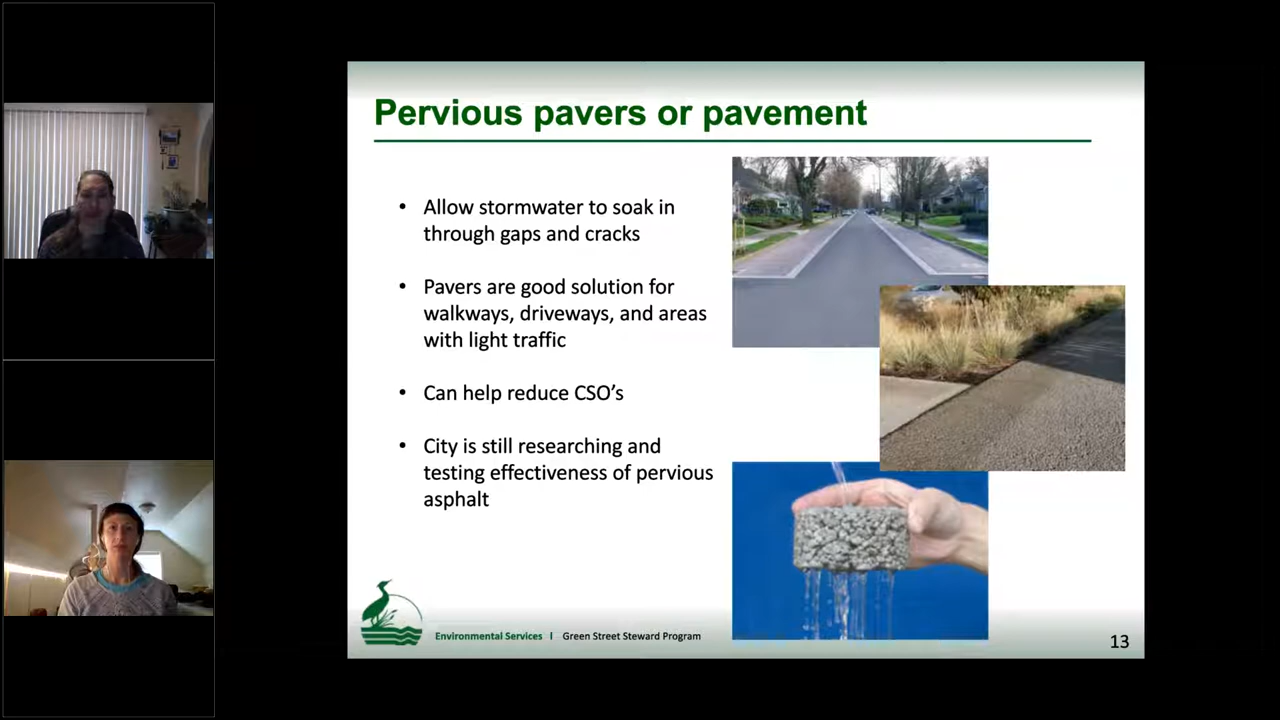 Pervious pavers or pavement
• Allow stormwater to soak in
through gaps and cracks
• Pavers are good solution for
walkways, driveways, and areas
with light traffic
• Can help reduce CSO’s
• City is still researching and
testing effectiveness of pervious
asphalt
Environmental Services | Green Street Steward Program
13